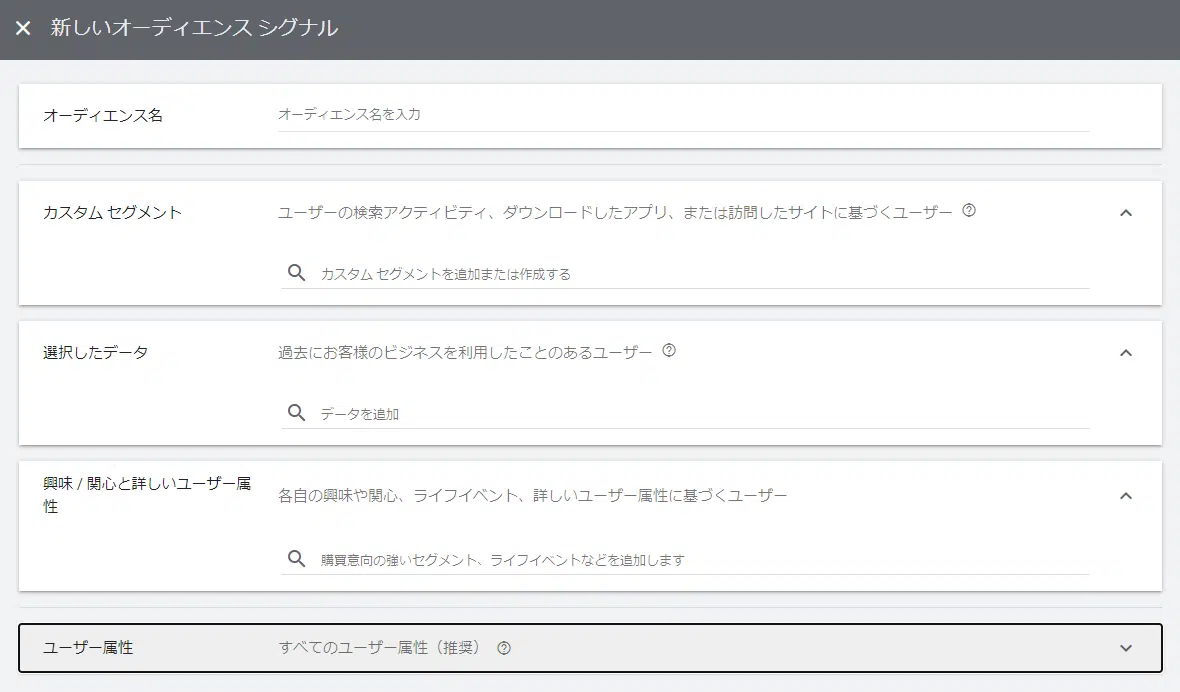 新しいオーディエンス シグナル
オーディエンス名
オーディエンス名を入力
カスタム セグメント
ユーザーの検索アクティビティ、ダウンロードしたアプリ、または訪問したサイトに基づくユーザー
カスタム セグメントを追加または作成する
選択したデータ
過去にお客様のビジネスを利用したことのあるユーザー
データを追加
興味 / 関心と詳しいユーザー属
性
各自の興味や関心、ライフイベント、詳しいユーザー属性に基づくユーザー
購買意向の強いセグメント、ライフイベントなどを追加します
ユーザー属性
すべてのユーザー属性（推奨）